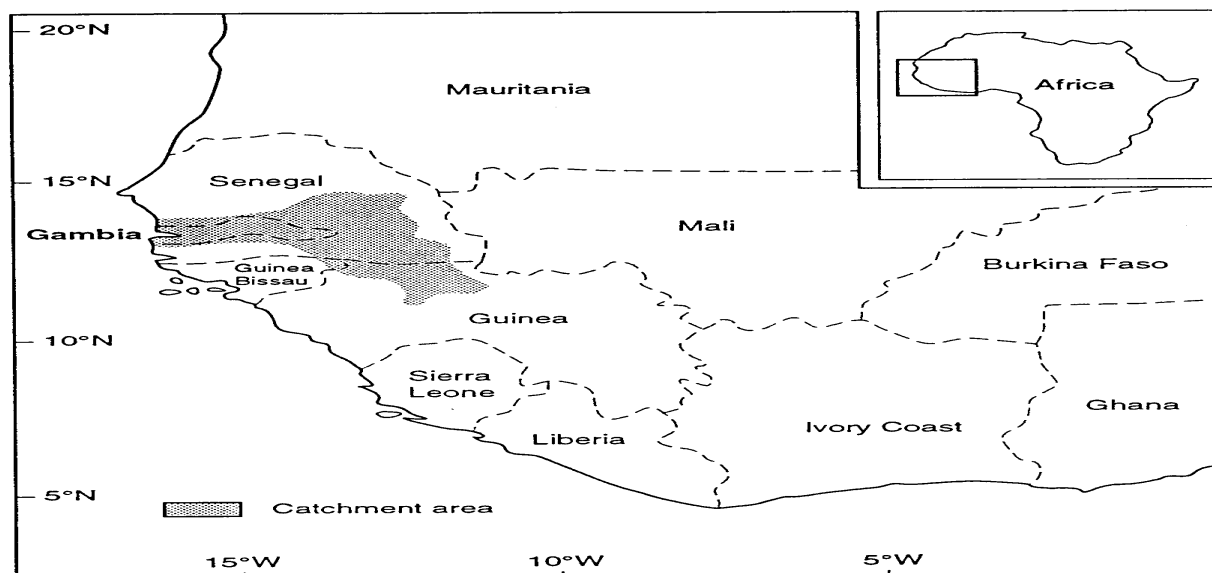 20°N
Mauritania
Africa
15°N
Senegal
Gambia
Mali
Guinea
Bissau
Burkina Faso
Guinea
10°N
Sierra
Leone
Ghana
Ivory Coast
Liberia
5°N
Catchment area
15°W
10°W
5°W